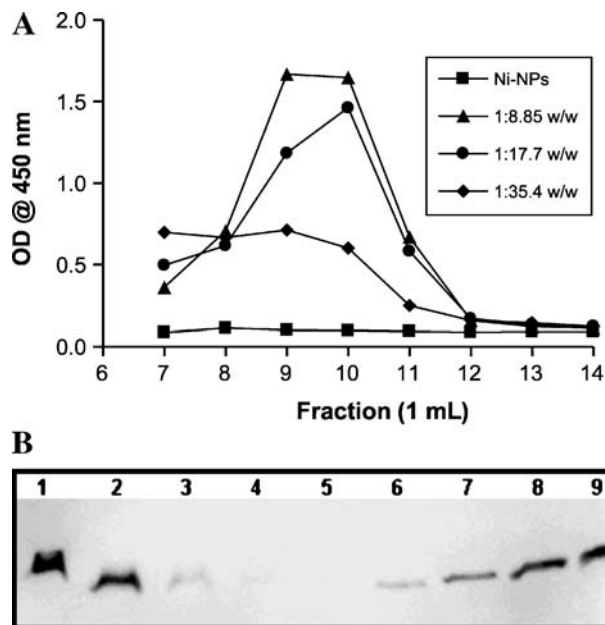 A
OD @ 450 nm
2.0
1.5
1.0
0.5
0.0
Ni-NPs
1:8.85 w/w
1:17.7 w/w
1:35.4 w/w
6 7 8 9 10 11 12 13 14
Fraction (1 mL)
B
1 2 3 4 5 6 7 8 9